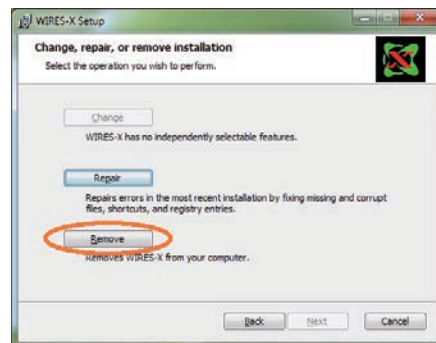 WIRES-X Setup
Change, repair, or remove installation
Select the operation you wish to perform.
Change
WIRES-X has no independently selectable features.
Repair
Repairs errors in the most recent installation by fixing missing and corrupt
files, shortcuts, and registry entries.
Remove
Removes WIRES-X from your computer.
Back Next Cancel